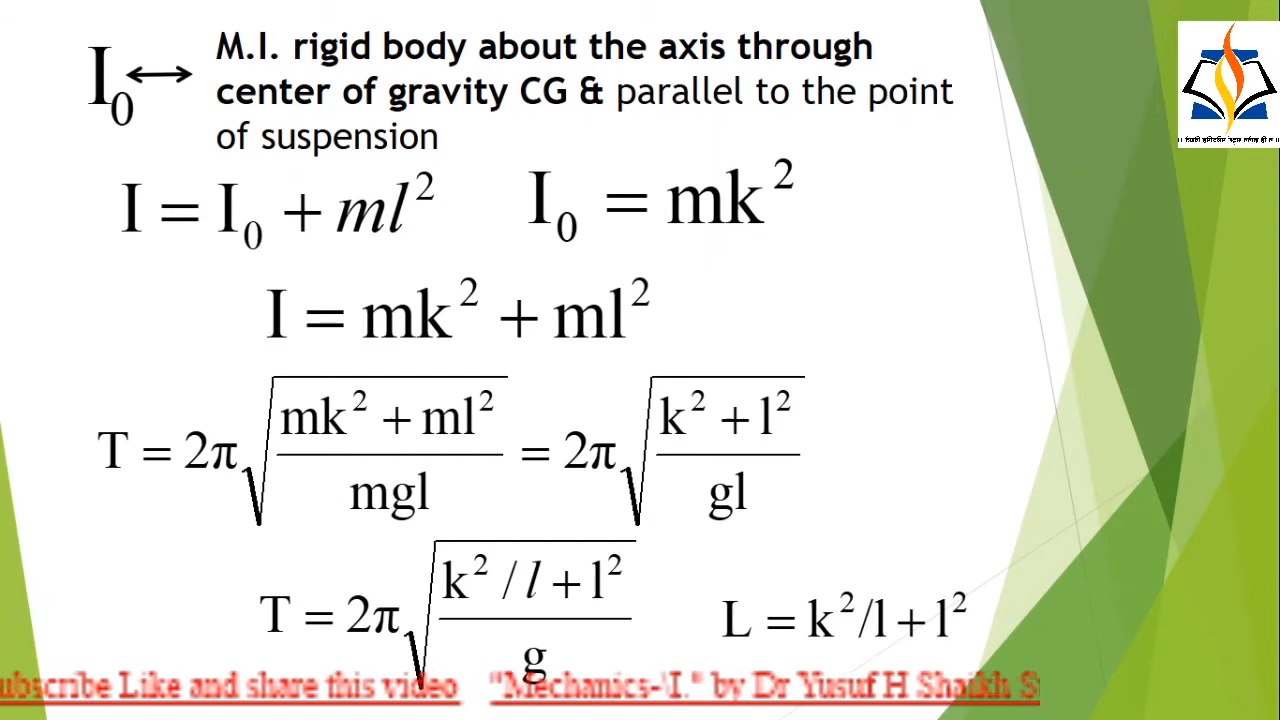 I₀ ↔ M.I. rigid body about the axis through
center of gravity CG & parallel to the point
of suspension
I = I₀ + ml² I₀ = mk²
I = mk² + ml²
T = 2π√((mk² + ml²)/(mgl)) = 2π√((k² + l²)/(gl))
T = 2π√((k² / l + l²)/g) L = k²/l + l²
ubscribe Like and share this video "Mechanics-\I." by Dr Yusuf H Shaikh S